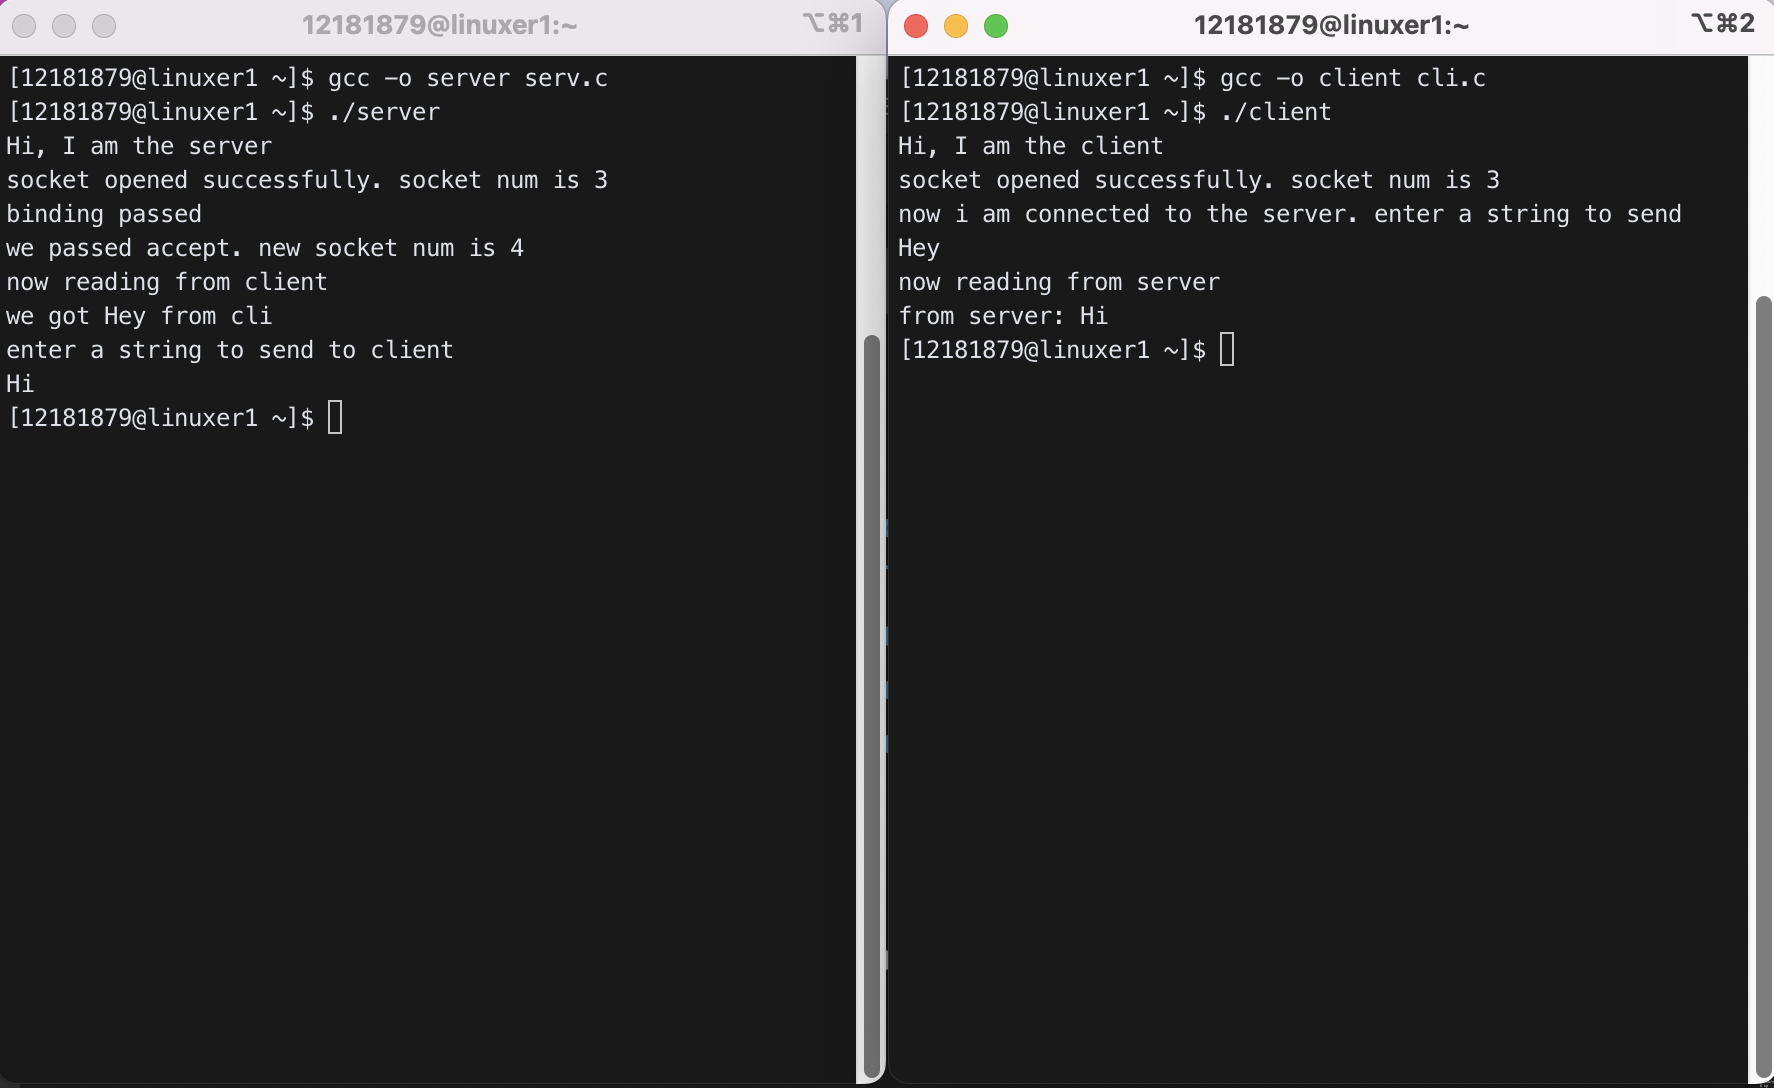 12181879@linuxer1:~
⌥⌘1
[12181879@linuxer1 ~]$ gcc -o server serv.c
[12181879@linuxer1 ~]$ ./server
Hi, I am the server
socket opened successfully. socket num is 3
binding passed
we passed accept. new socket num is 4
now reading from client
we got Hey from cli
enter a string to send to client
Hi
[12181879@linuxer1 ~]$
12181879@linuxer1:~
⌥⌘2
[12181879@linuxer1 ~]$ gcc -o client cli.c
[12181879@linuxer1 ~]$ ./client
Hi, I am the client
socket opened successfully. socket num is 3
now i am connected to the server. enter a string to send
Hey
now reading from server
from server: Hi
[12181879@linuxer1 ~]$